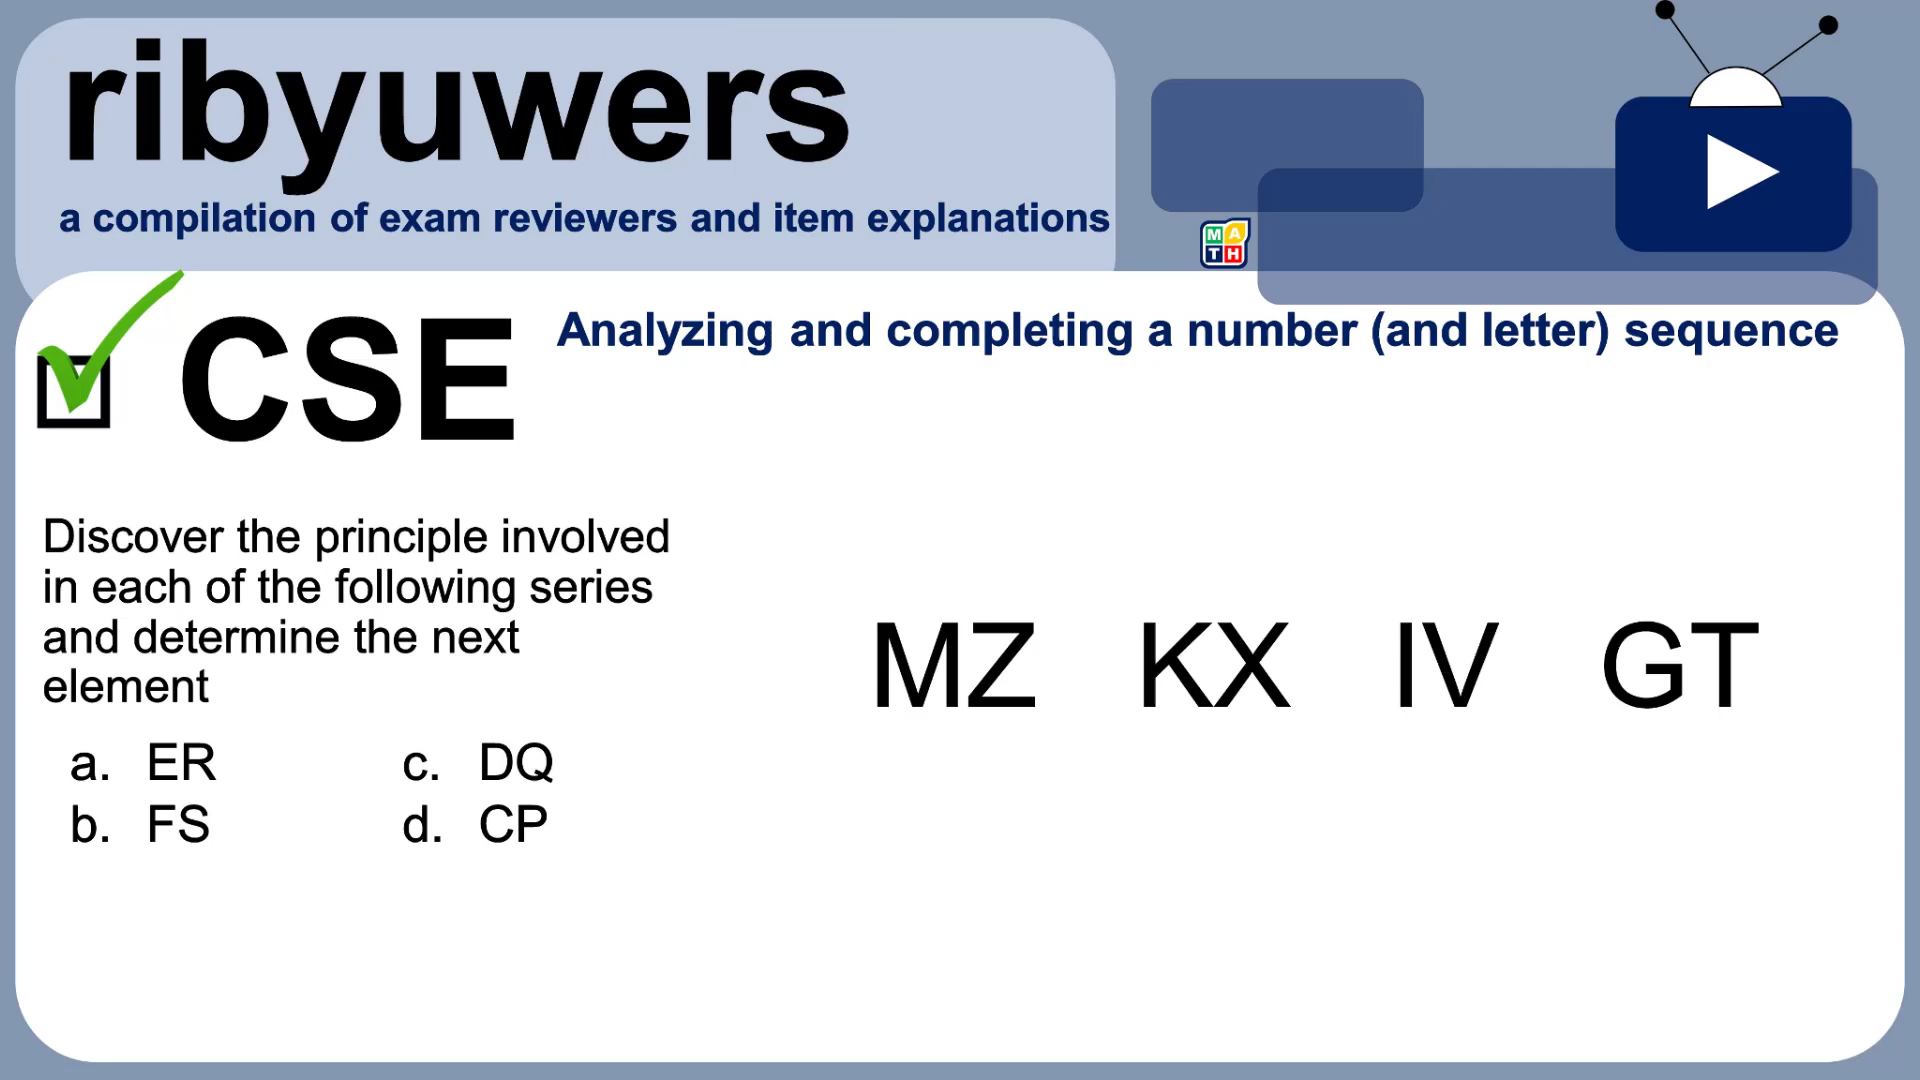 ribyuwers
a compilation of exam reviewers and item explanations
MA
TH
CSE
Analyzing and completing a number (and letter) sequence
Discover the principle involved
in each of the following series
and determine the next
element
MZ KX IV GT
a. ER c. DQ
b. FS d. CP